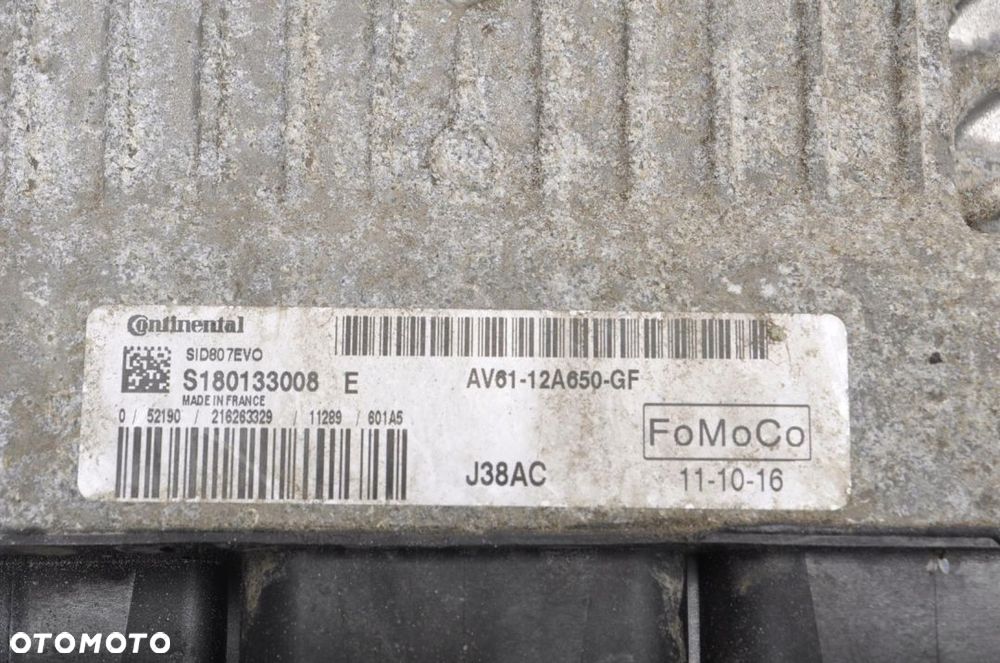 Continental
SID807EVO
S180133008 E
MADE IN FRANCE
0 / 52190 / 216263329 / 11289 / 601A5
AV61-12A650-GF
FoMoCo
J38AC
11-10-16
OTOMOTO